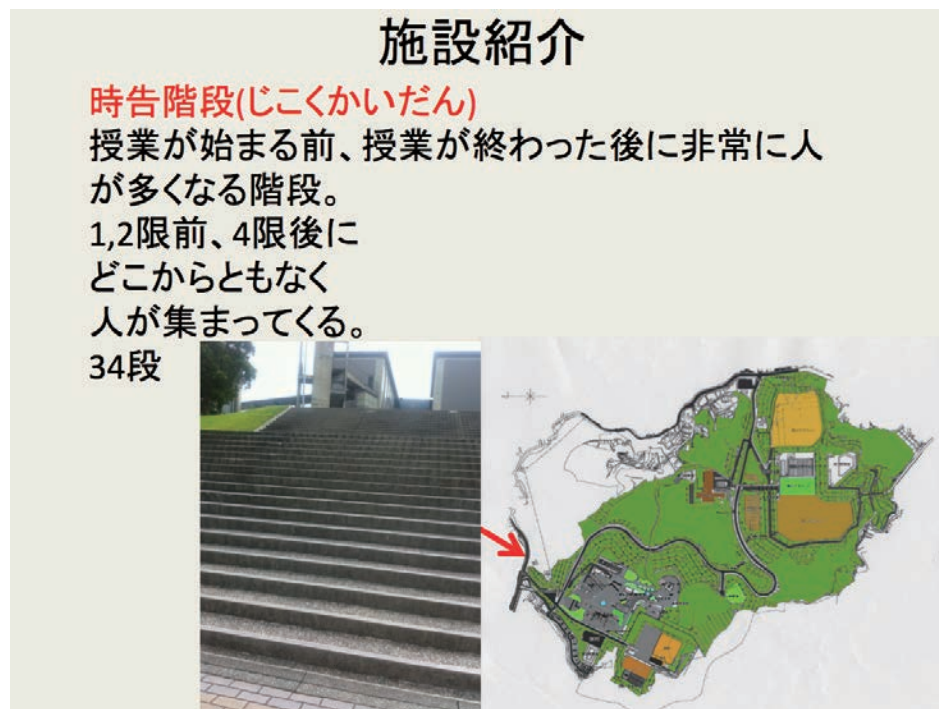 施設紹介
時告階段(じこくかいだん)
授業が始まる前、授業が終わった後に非常に人
が多くなる階段。
1,2限前、4限後に
どこからともなく
人が集まってくる。
34段